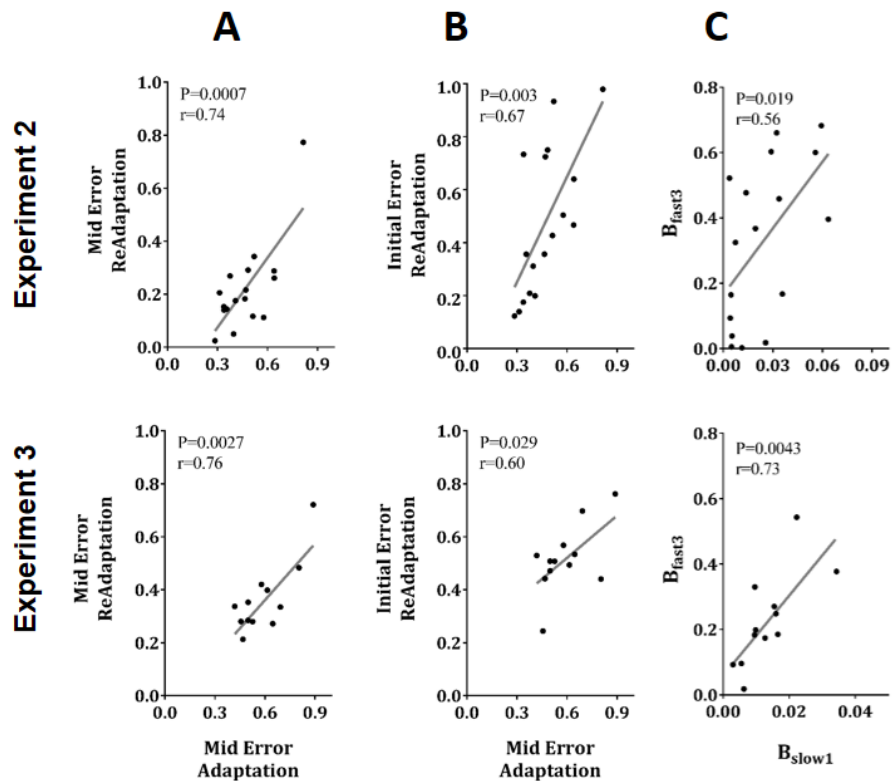 A
B
C
Experiment 2
P=0.0007
r=0.74
Mid Error
ReAdaptation
1.0
0.8
0.6
0.4
0.2
0.0
0.0 0.3 0.6 0.9
P=0.003
r=0.67
Initial Error
ReAdaptation
1.0
0.8
0.6
0.4
0.2
0.0
0.0 0.3 0.6 0.9
P=0.019
r=0.56
Bfast3
0.8
0.6
0.4
0.2
0.0
0.00 0.03 0.06 0.09
Experiment 3
P=0.0027
r=0.76
Mid Error
ReAdaptation
1.0
0.8
0.6
0.4
0.2
0.0
0.0 0.3 0.6 0.9
Mid Error
Adaptation
P=0.029
r=0.60
Initial Error
ReAdaptation
1.0
0.8
0.6
0.4
0.2
0.0
0.0 0.3 0.6 0.9
Mid Error
Adaptation
P=0.0043
r=0.73
Bfast3
0.8
0.6
0.4
0.2
0.0
0.00 0.02 0.04
Bslow1